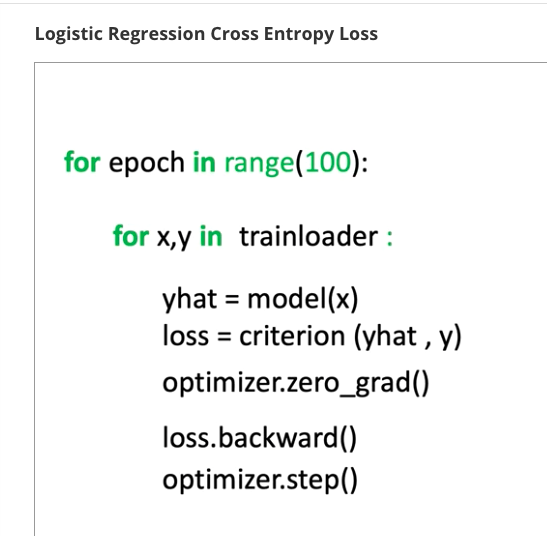 Logistic Regression Cross Entropy Loss
for epoch in range(100):
for x,y in trainloader :
yhat = model(x)
loss = criterion (yhat , y)
optimizer.zero_grad()
loss.backward()
optimizer.step()